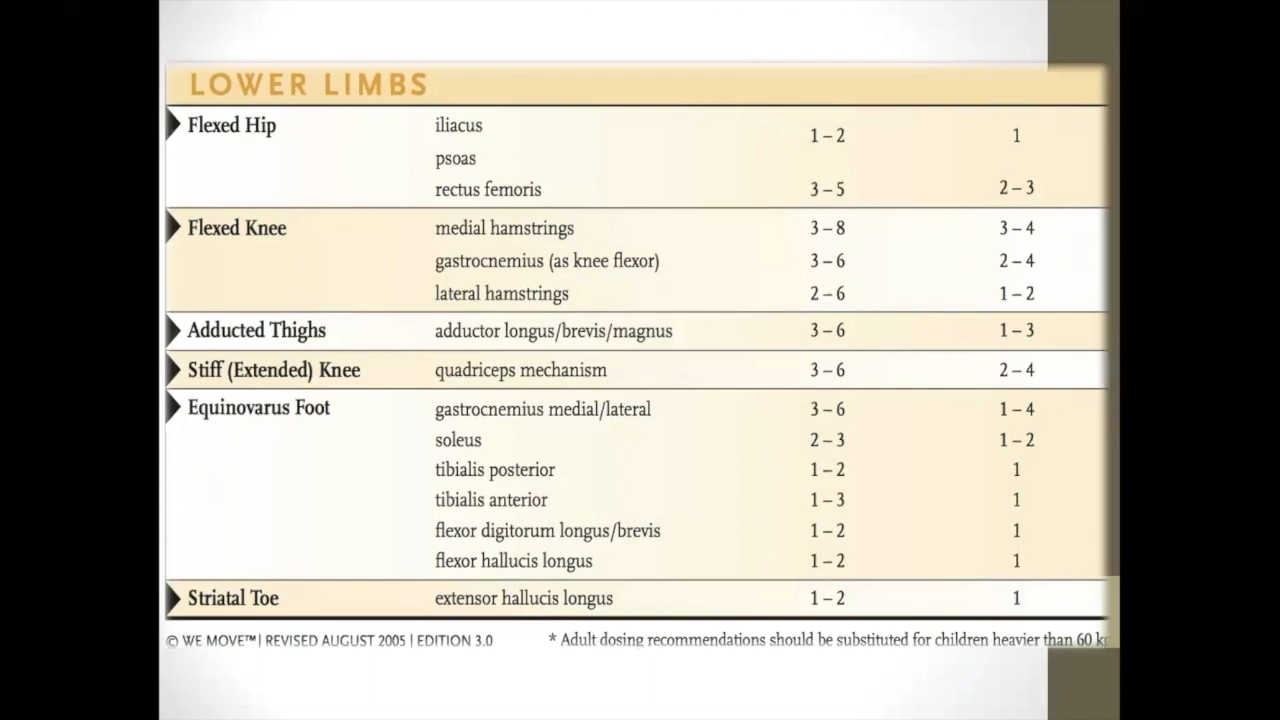 LOWER LIMBS
Flexed Hip iliacus 1 – 2 1
psoas
rectus femoris 3 – 5 2 – 3
Flexed Knee medial hamstrings 3 – 8 3 – 4
gastrocnemius (as knee flexor) 3 – 6 2 – 4
lateral hamstrings 2 – 6 1 – 2
Adducted Thighs adductor longus/brevis/magnus 3 – 6 1 – 3
Stiff (Extended) Knee quadriceps mechanism 3 – 6 2 – 4
Equinovarus Foot gastrocnemius medial/lateral 3 – 6 1 – 4
soleus 2 – 3 1 – 2
tibialis posterior 1 – 2 1
tibialis anterior 1 – 3 1
flexor digitorum longus/brevis 1 – 2 1
flexor hallucis longus 1 – 2 1
Striatal Toe extensor hallucis longus 1 – 2 1
© WE MOVE™ | REVISED AUGUST 2005 | EDITION 3.0 * Adult dosing recommendations should be substituted for children heavier than 60